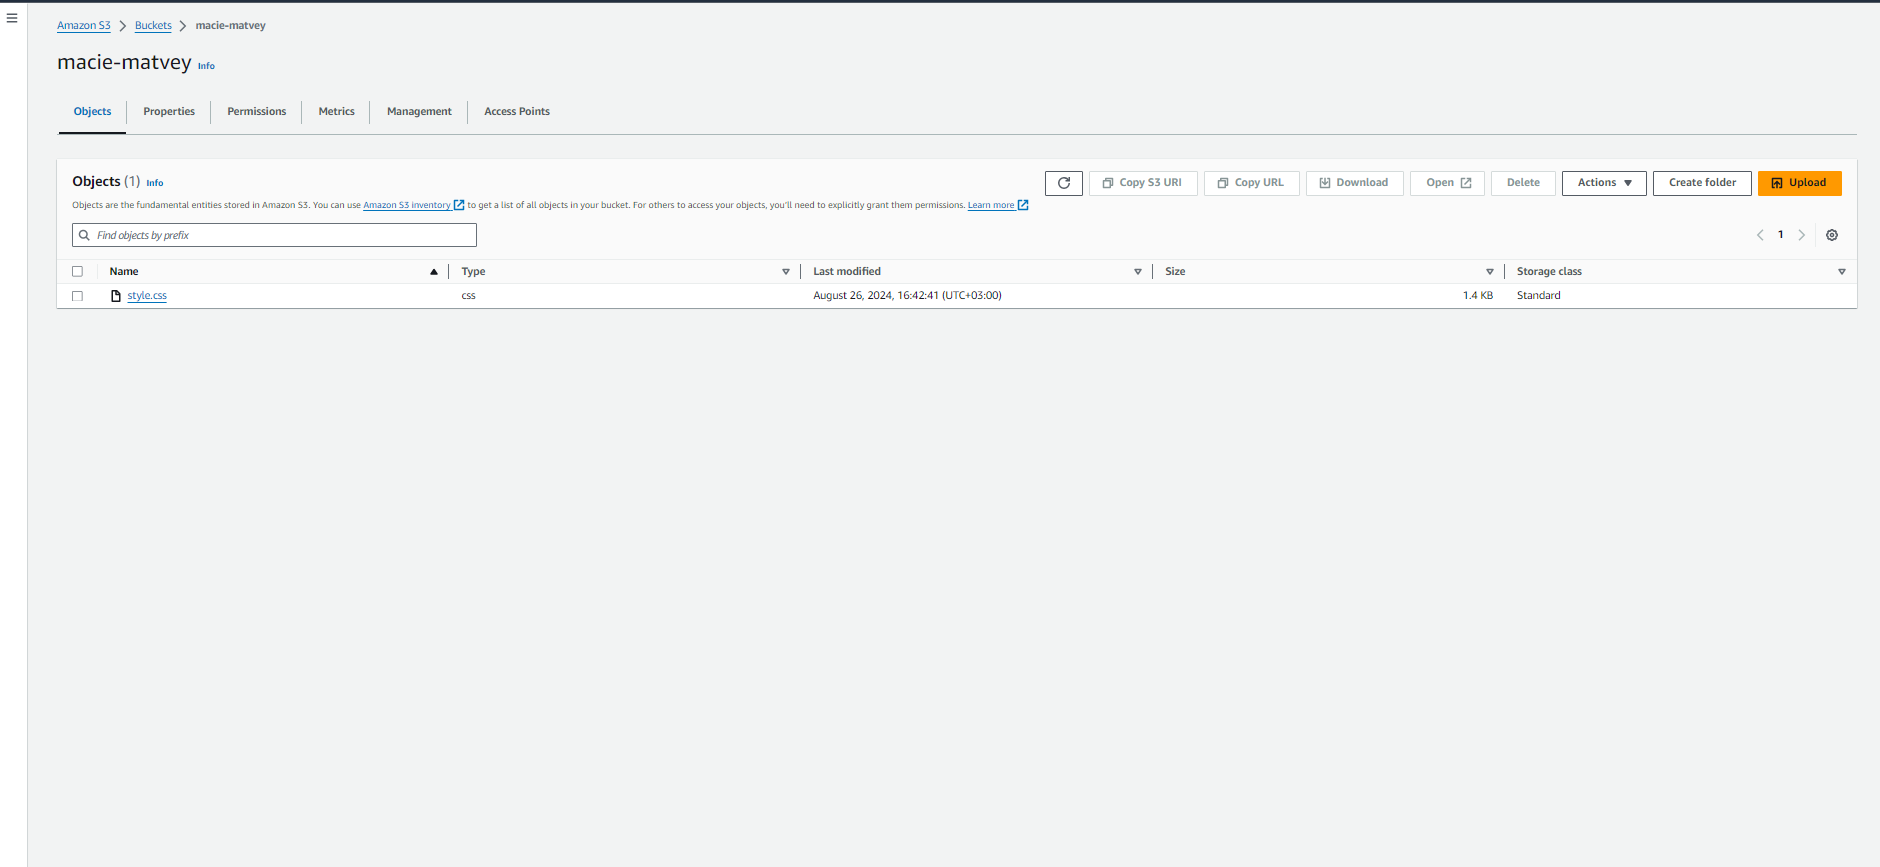 Amazon S3 > Buckets > macie-matvey
macie-matvey Info
Objects Properties Permissions Metrics Management Access Points
Objects (1) Info
Copy S3 URI Copy URL Download Open Delete Actions Create folder Upload
Objects are the fundamental entities stored in Amazon S3. You can use Amazon S3 inventory to get a list of all objects in your bucket. For others to access your objects, you'll need to explicitly grant them permissions. Learn more
Find objects by prefix
1
Name Type Last modified Size Storage class
style.css css August 26, 2024, 16:42:41 (UTC+03:00) 1.4 KB Standard